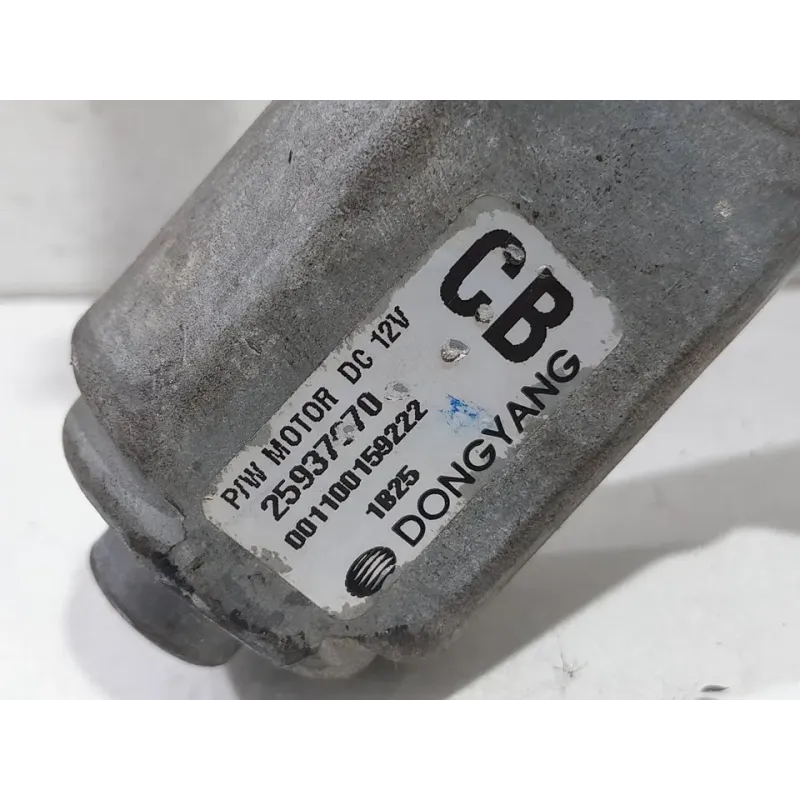 CB
P/W MOTOR DC 12V
001100159222
1B25
DONGYANG